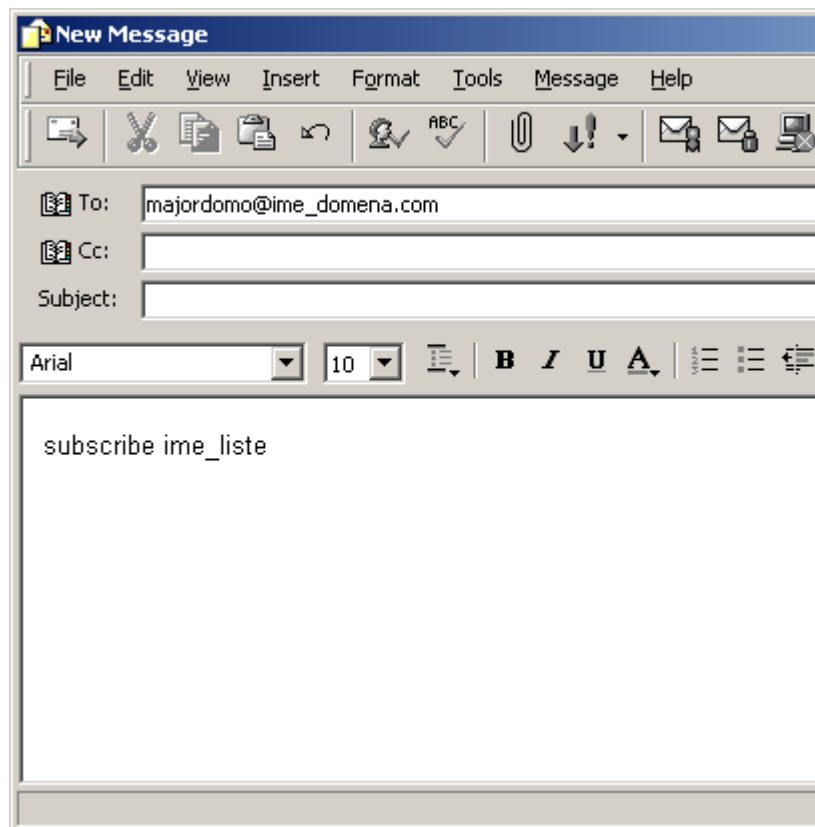 New Message
File Edit View Insert Format Tools Message Help
ABC
To: majordomo@ime_domena.com
Cc:
Subject:
Arial 10 B I U A
subscribe ime_liste